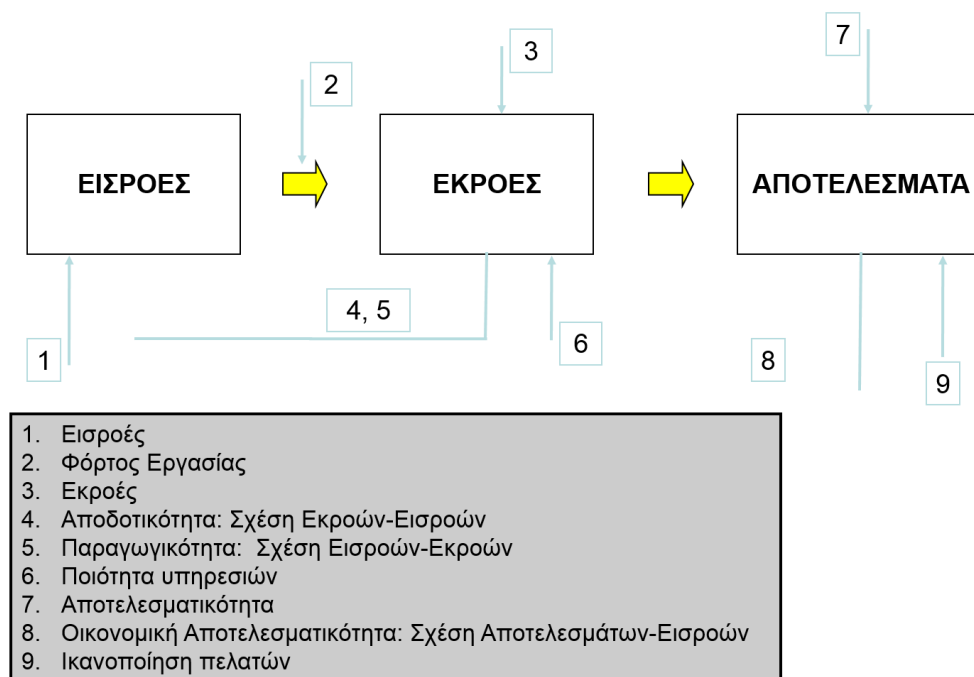 7
3
2
ΕΙΣΡΟΕΣ
ΕΚΡΟΕΣ
ΑΠΟΤΕΛΕΣΜΑΤΑ
4, 5
1
6
8
9
1. Εισροές
2. Φόρτος Εργασίας
3. Εκροές
4. Αποδοτικότητα: Σχέση Εκροών-Εισροών
5. Παραγωγικότητα: Σχέση Εισροών-Εκροών
6. Ποιότητα υπηρεσιών
7. Αποτελεσματικότητα
8. Οικονομική Αποτελεσματικότητα: Σχέση Αποτελεσμάτων-Εισροών
9. Ικανοποίηση πελατών